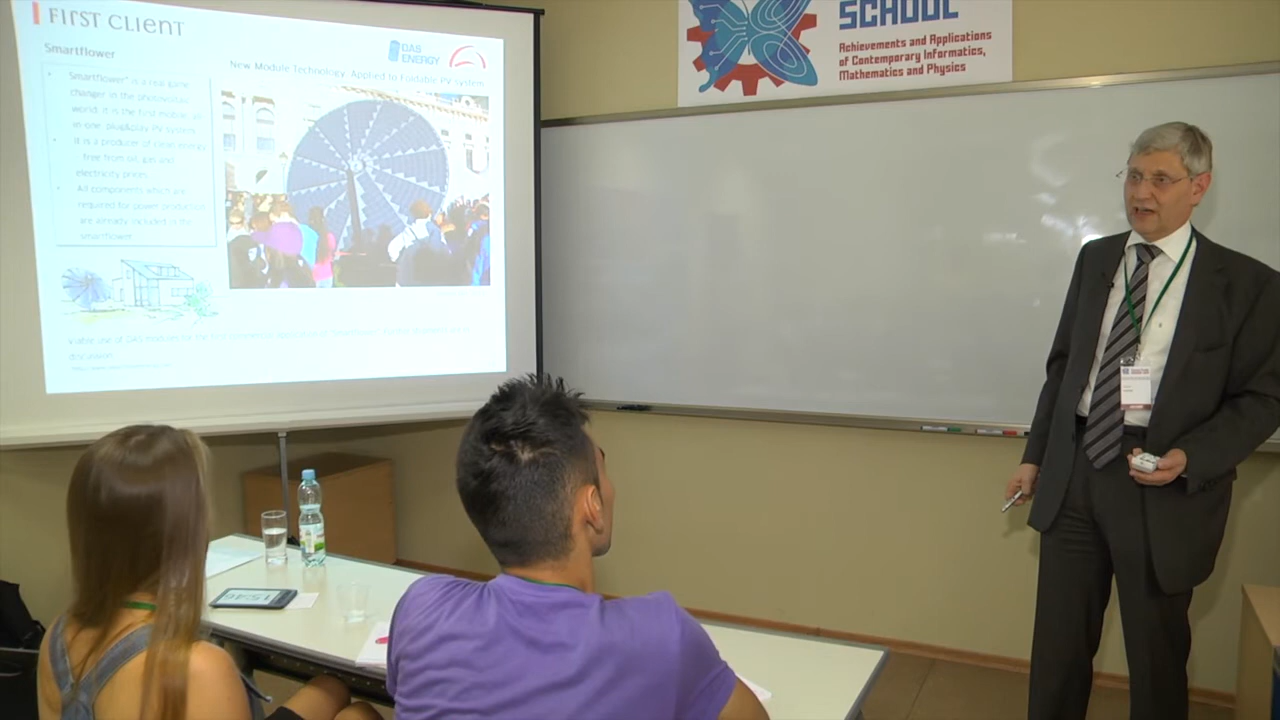 FIRST CLIENT
Smartflower
DAS
ENERGY
New Module Technology: Applied to Foldable PV system
Smartflower® is a real game
changer in the photovoltaic
world, it is the first mobile, all-
in-one, plug&play PV-system.
It is a producer of clean energy
free from oil, gas and
electricity prices
All components which are
required for power production
are already included in the
smartflower
discussion!
SCHOOL
Achievements and Applications
of Contemporary Informatics,
Mathematics and Physics